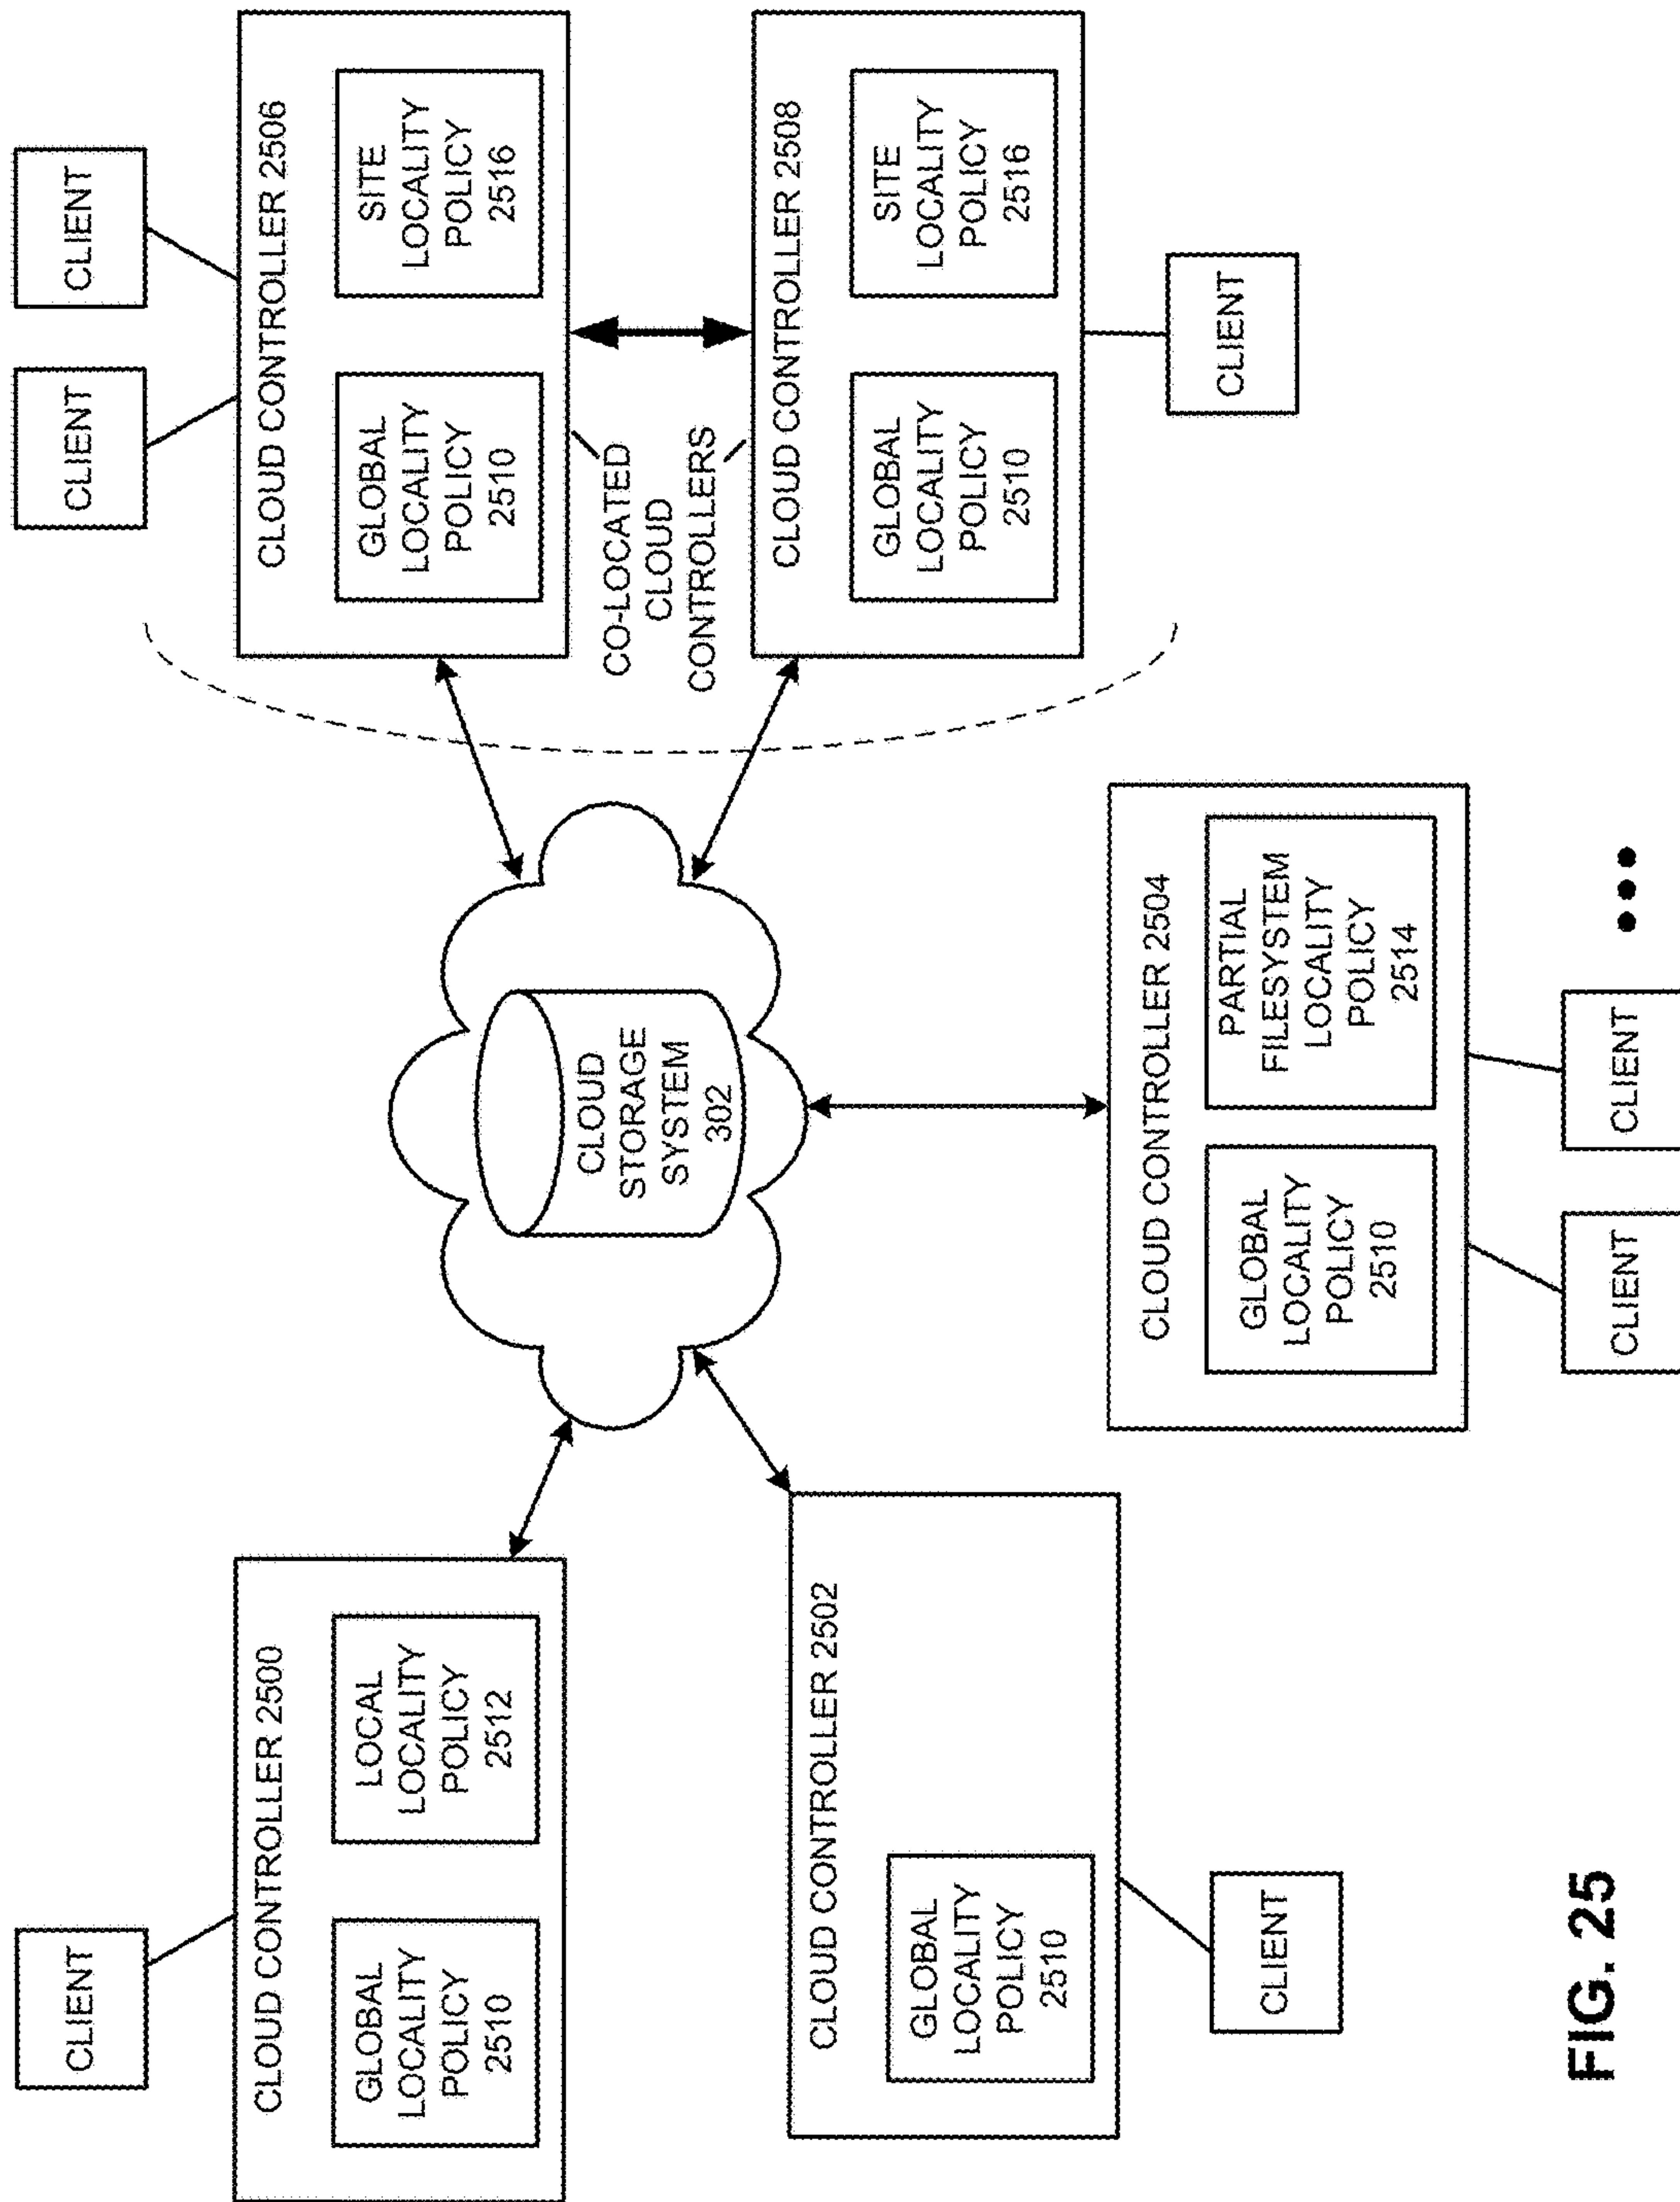 CLIENT
CLOUD CONTROLLER 2500
GLOBAL
LOCALITY
POLICY
2510
LOCAL
LOCALITY
POLICY
2512
CLOUD CONTROLLER 2502
GLOBAL
LOCALITY
POLICY
2510
CLIENT
CLOUD
STORAGE
SYSTEM
302
CLOUD CONTROLLER 2504
GLOBAL
LOCALITY
POLICY
2510
PARTIAL
FILESYSTEM
LOCALITY
POLICY
2514
CLIENT
CLIENT
CLIENT
CLIENT
CLOUD CONTROLLER 2506
GLOBAL
LOCALITY
POLICY
2510
SITE
LOCALITY
POLICY
2516
CO-LOCATED
CLOUD
CONTROLLERS
CLOUD CONTROLLER 2508
GLOBAL
LOCALITY
POLICY
2510
SITE
LOCALITY
POLICY
2516
CLIENT
FIG. 25